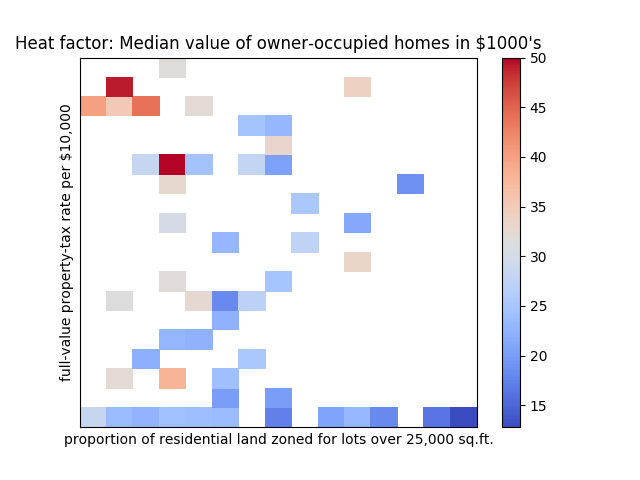 Heat factor: Median value of owner-occupied homes in $1000's
full-value property-tax rate per $10,000
proportion of residential land zoned for lots over 25,000 sq.ft.
50
45
40
35
30
25
20
15